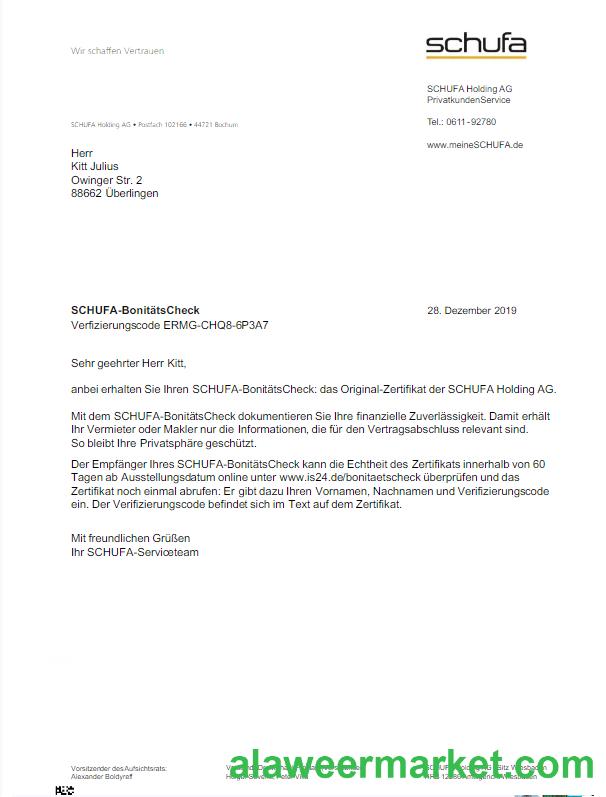 Wir schaffen Vertrauen
schufa
SCHUFA Holding AG
PrivatkundenService
Tel.: 0611-92780
www.meineSCHUFA.de
SCHUFA Holding AG • Postfach 102166 • 44721 Bochum
Herr
Kitt Julius
Owinger Str. 2
88662 Überlingen
SCHUFA-BonitätsCheck
28. Dezember 2019
Verfizierungscode ERMG-CHQ8-6P3A7
Sehr geehrter Herr Kitt,
anbei erhalten Sie Ihren SCHUFA-BonitätsCheck: das Original-Zertifikat der SCHUFA Holding AG.
Mit dem SCHUFA-BonitätsCheck dokumentieren Sie Ihre finanzielle Zuverlässigkeit. Damit erhält
Ihr Vermieter oder Makler nur die Informationen, die für den Vertragsabschluss relevant sind.
So bleibt Ihre Privatsphäre geschützt.
Der Empfänger Ihres SCHUFA-BonitätsCheck kann die Echtheit des Zertifikats innerhalb von 60
Tagen ab Ausstellungsdatum online unter www.is24.de/bonitaetscheck überprüfen und das
Zertifikat noch einmal abrufen: Er gibt dazu Ihren Vornamen, Nachnamen und Verifizierungscode
ein. Der Verifizierungscode befindet sich im Text auf dem Zertifikat.
Mit freundlichen Grüßen
Ihr SCHUFA-Serviceteam
Vorsitzender des Aufsichtsrats:
Alexander Boldyreff
alaweermarket.com